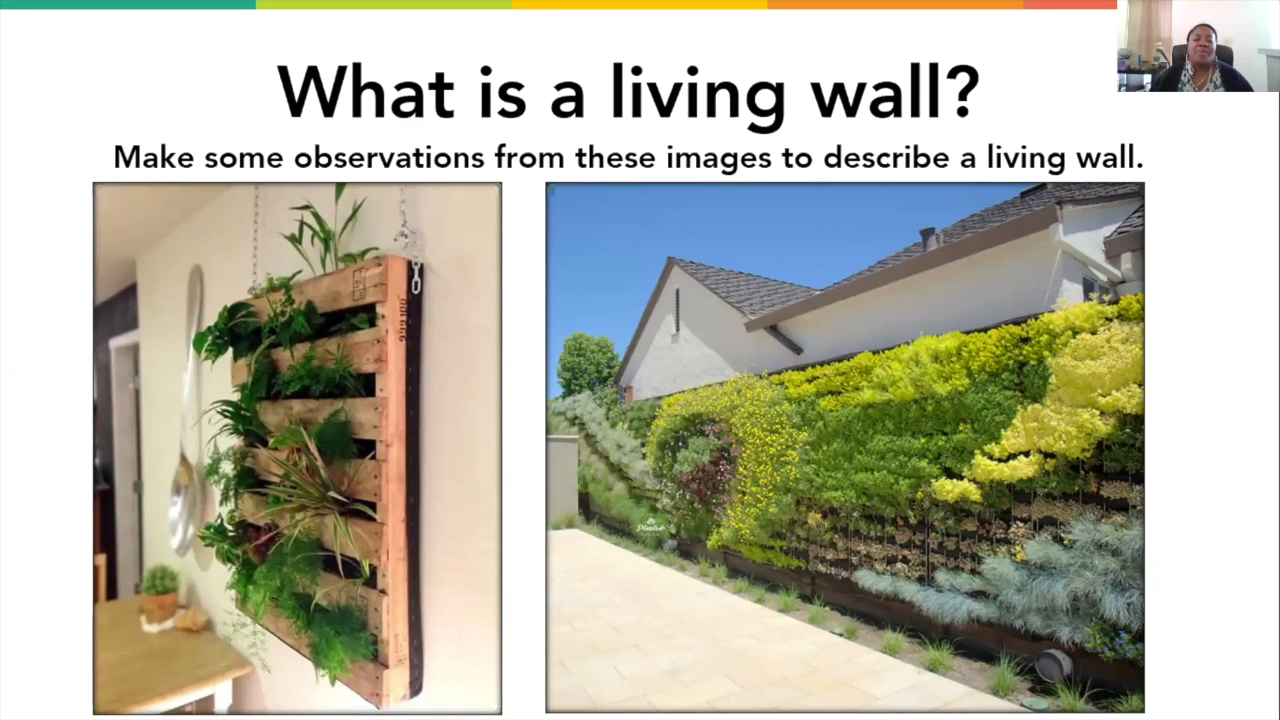 What is a living wall?
Make some observations from these images to describe a living wall.